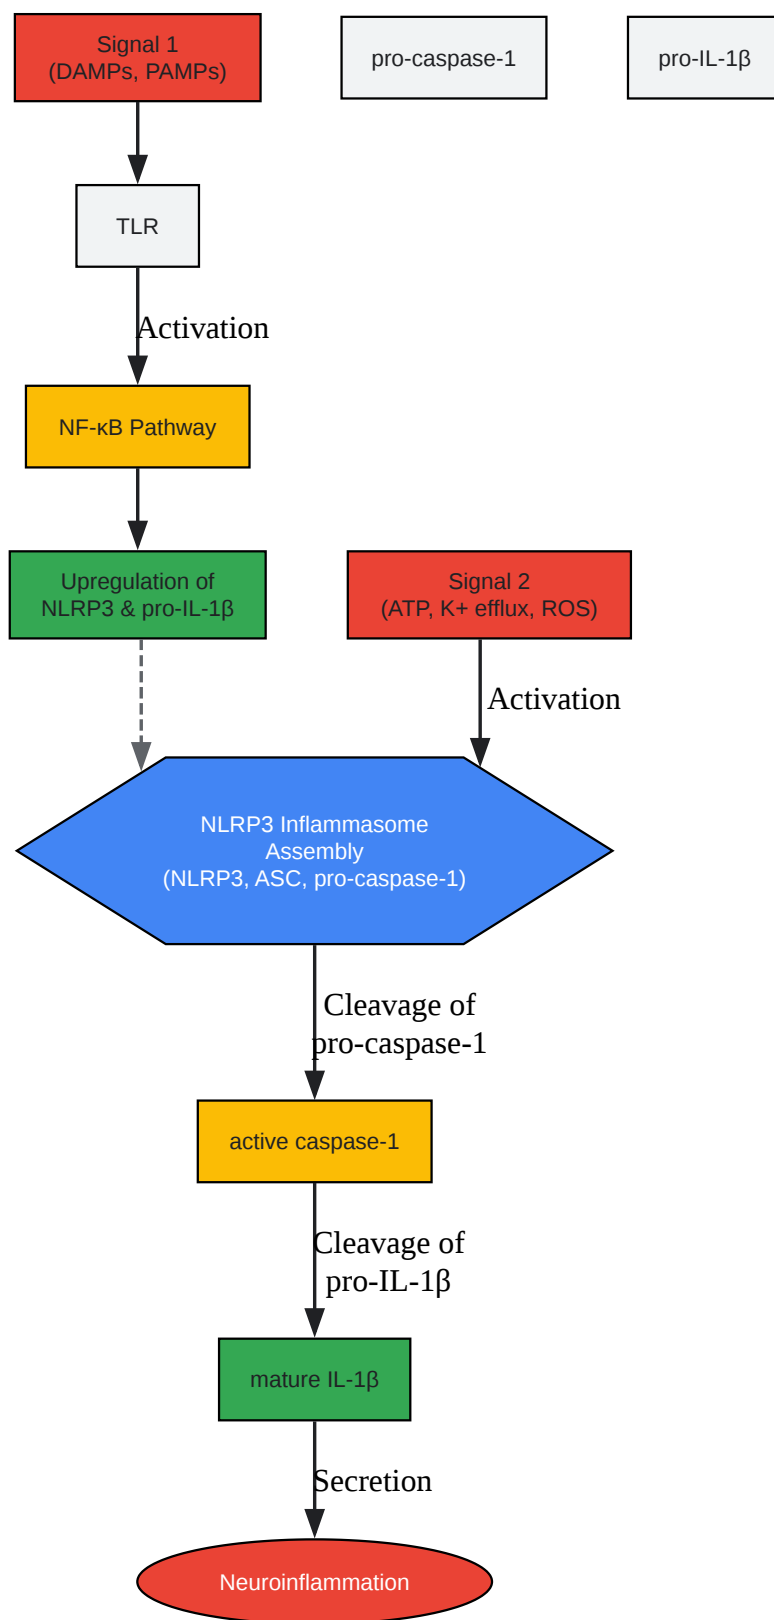 Signal 1
(DAMPs, PAMPs)
pro-caspase-1
pro-IL-1β
TLR
Activation
NF-κB Pathway
Upregulation of
NLRP3 & pro-IL-1β
Signal 2
(ATP, K+ efflux, ROS)
Activation
NLRP3 Inflammasome
Assembly
(NLRP3, ASC, pro-caspase-1)
Cleavage of
pro-caspase-1
active caspase-1
Cleavage of
pro-IL-1β
mature IL-1β
Secretion
Neuroinflammation